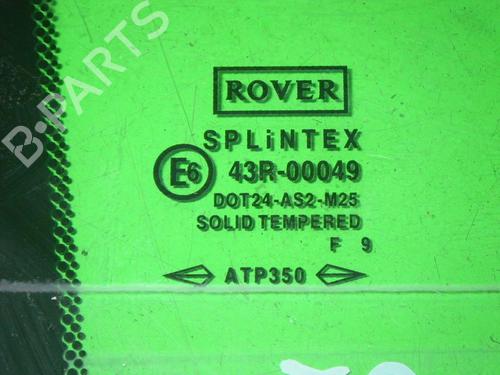 B-PARTS
ROVER
SPLiNTEX
E6 43R-00049
DOT24-AS2-M25
SOLID TEMPERED
F 9
ATP350